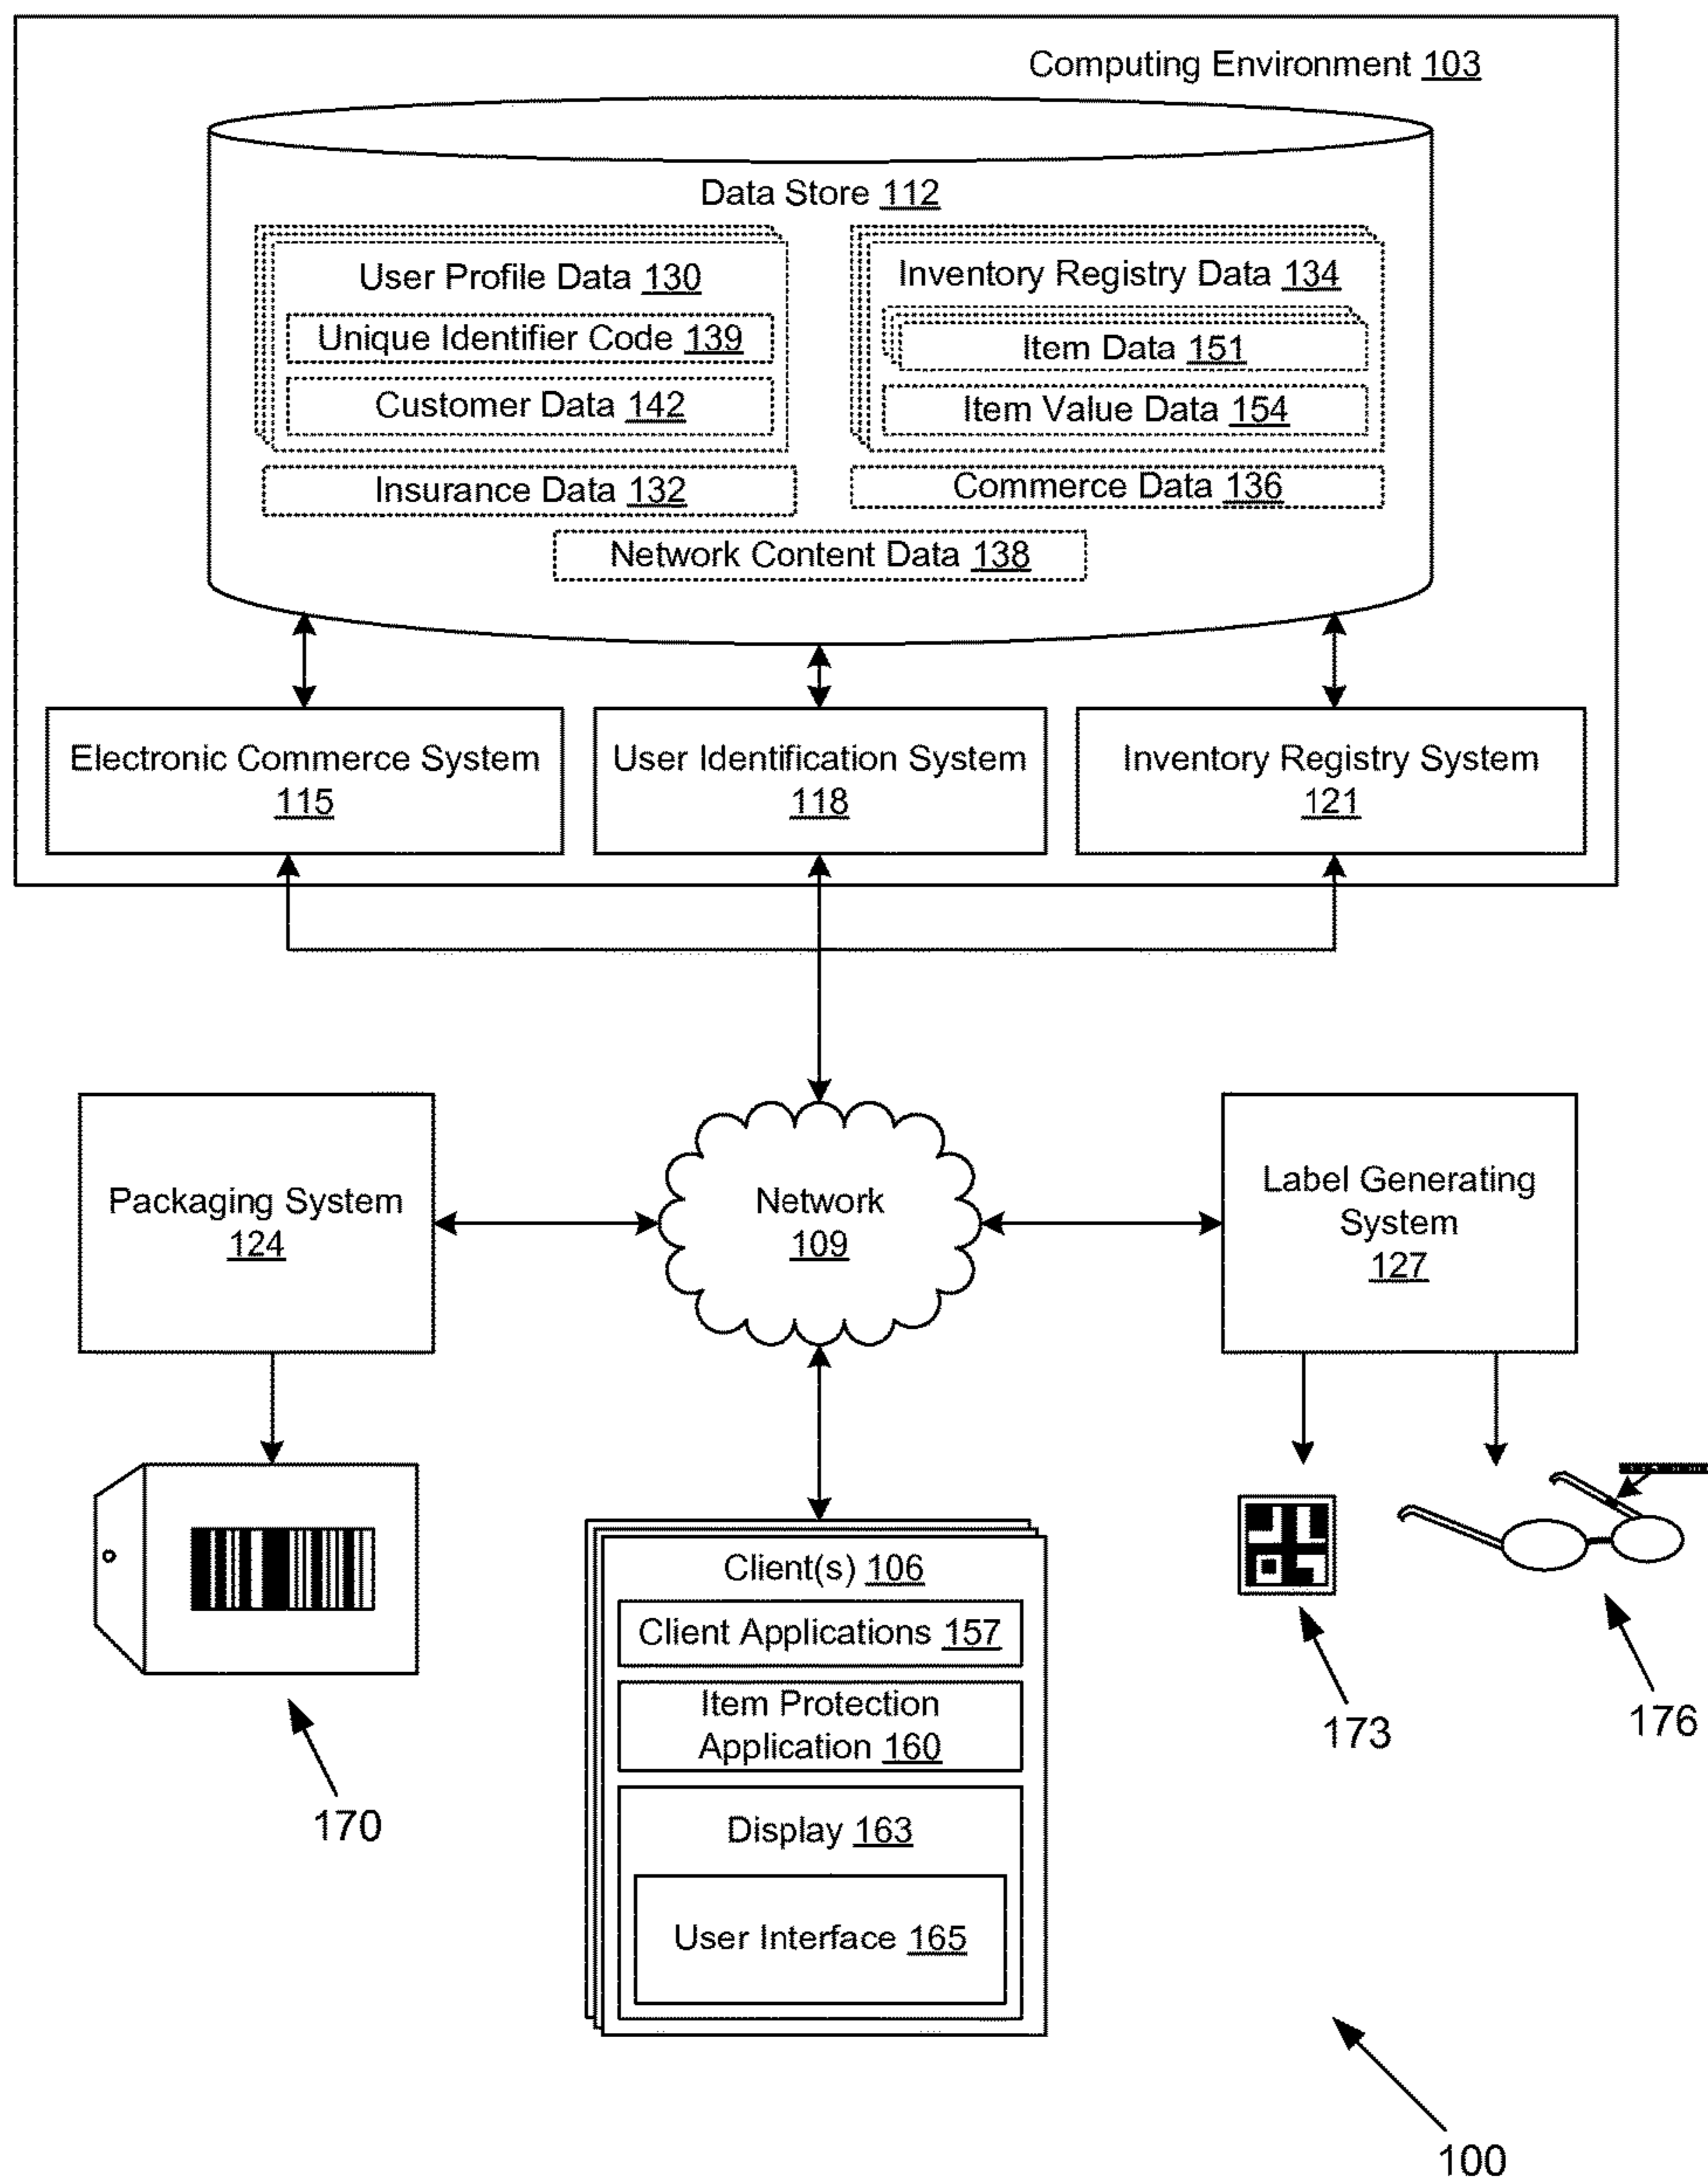 Computing Environment 103
Data Store 112
User Profile Data 130
Unique Identifier Code 139
Customer Data 142
Insurance Data 132
Inventory Registry Data 134
Item Data 151
Item Value Data 154
Commerce Data 136
Network Content Data 138
Electronic Commerce System
115
User Identification System
118
Inventory Registry System
121
Packaging System
124
Network
109
Label Generating
System
127
Client(s) 106
Client Applications 157
Item Protection
Application 160
Display 163
User Interface 165
170
173
176
100